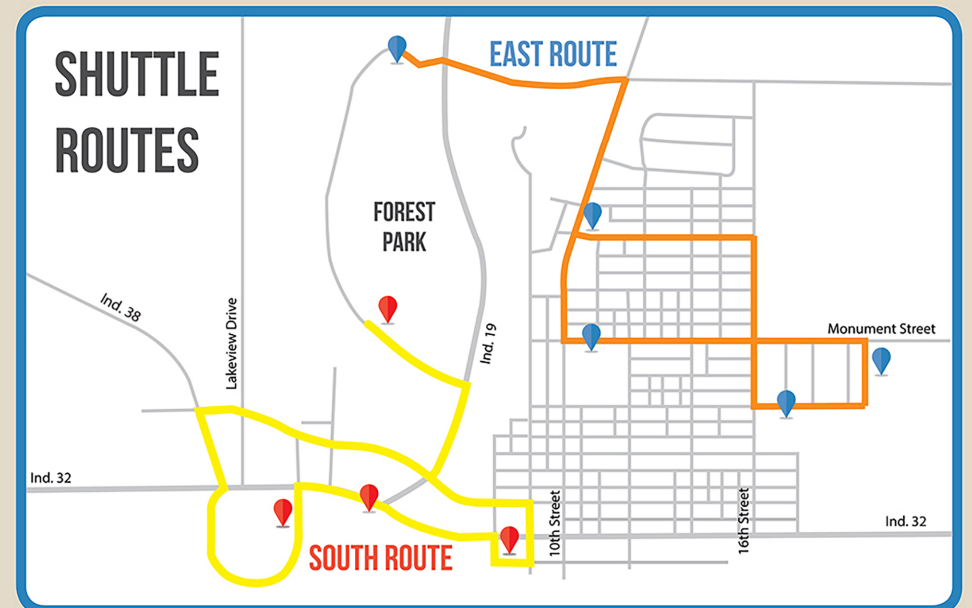 SHUTTLE
ROUTES
EAST ROUTE
FOREST
PARK
Ind. 38
Lakeview Drive
Ind. 19
Monument Street
Ind. 32
10th Street
16th Street
Ind. 32
SOUTH ROUTE